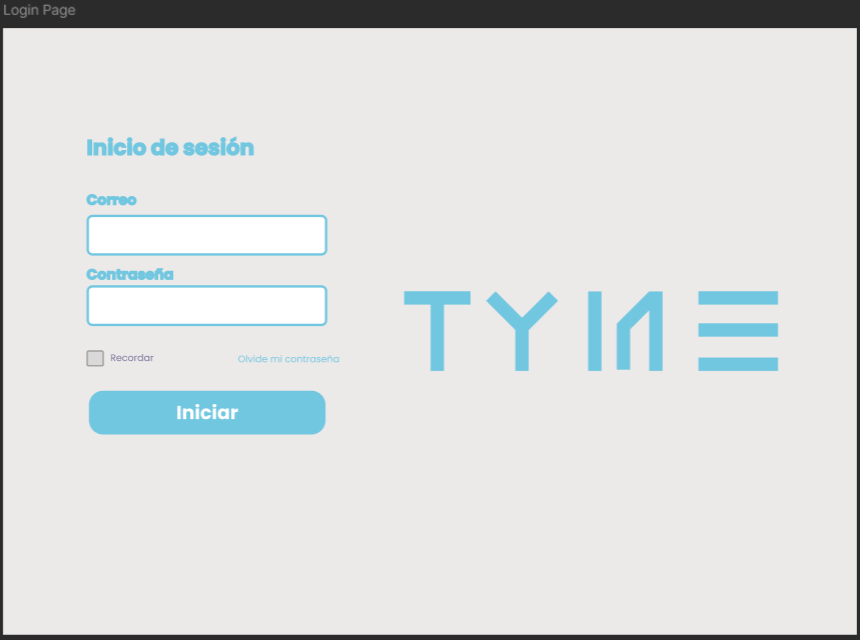 Login Page
Inicio de sesión
Correo
Contraseña
Recordar
Olvide mi contraseña
Iniciar
TYME